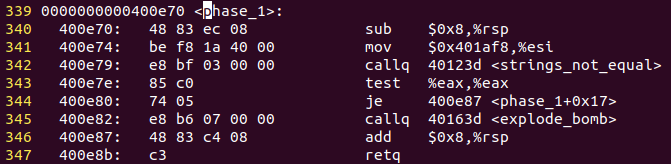 339 0000000000400e70 <phase_1>:
340   400e70:	48 83 ec 08          	sub    $0x8,%rsp
341   400e74:	be f8 1a 40 00       	mov    $0x401af8,%esi
342   400e79:	e8 bf 03 00 00       	callq  40123d <strings_not_equal>
343   400e7e:	85 c0                	test   %eax,%eax
344   400e80:	74 05                	je     400e87 <phase_1+0x17>
345   400e82:	e8 b6 07 00 00       	callq  40163d <explode_bomb>
346   400e87:	48 83 c4 08          	add    $0x8,%rsp
347   400e8b:	c3                   	retq